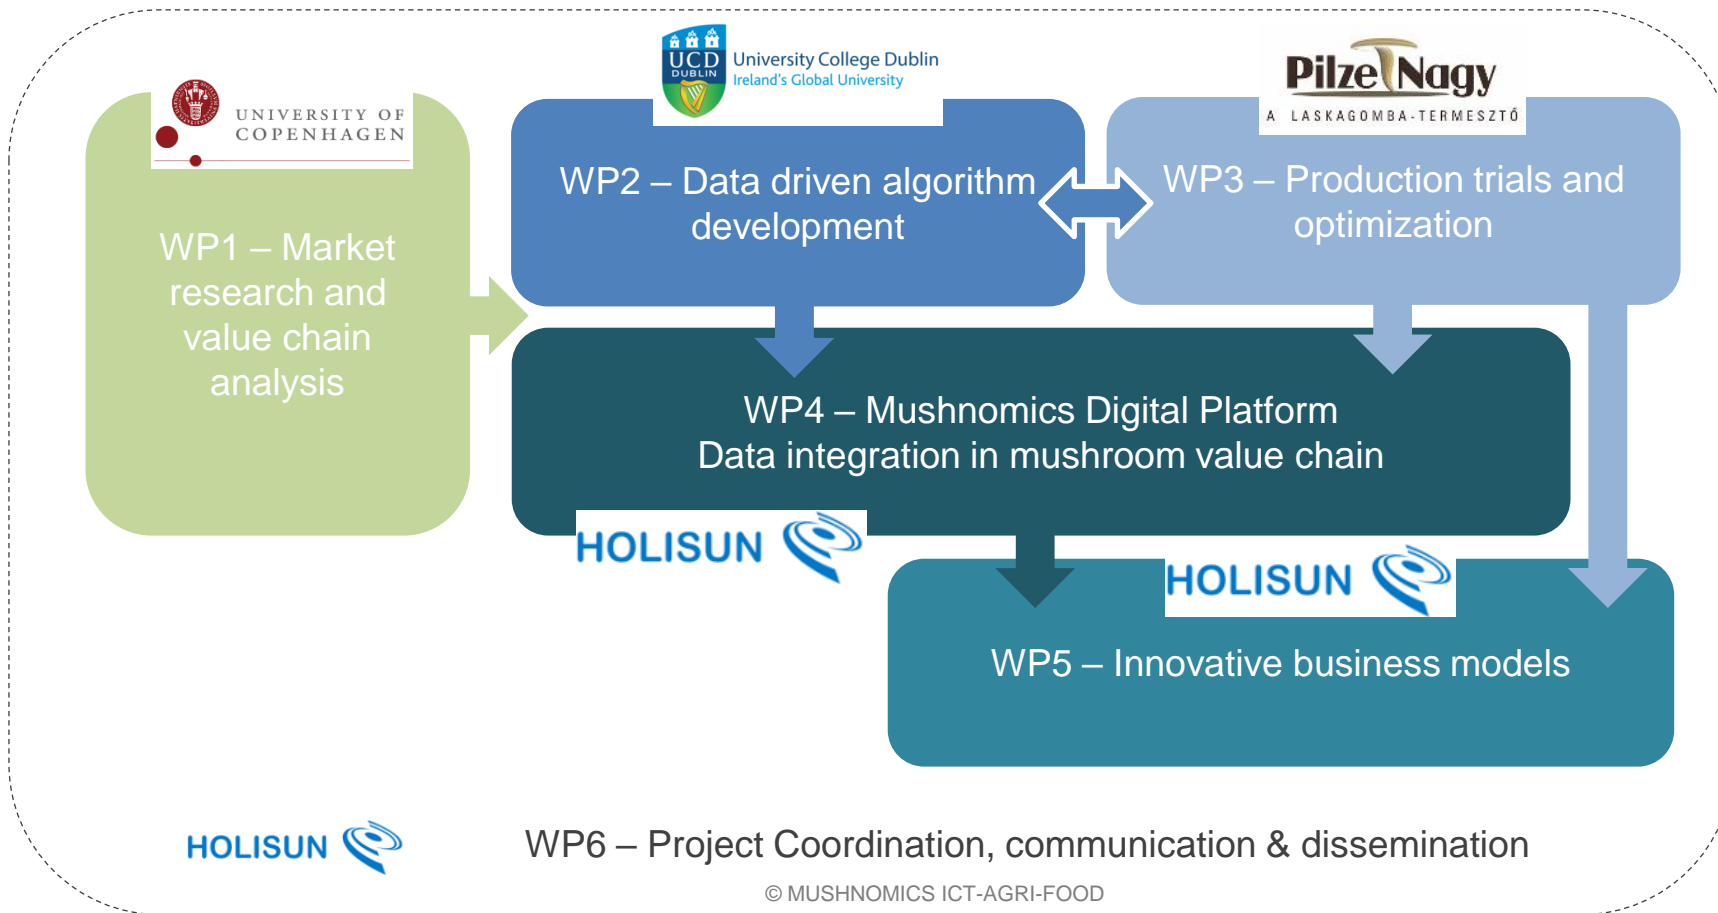 UNIVERSITY OF
COPENHAGEN
WP1 – Market
research and
value chain
analysis
UCD
DUBLIN
University College Dublin
Ireland's Global University
WP2 – Data driven algorithm
development
Pilze Nagy
A LASKAGOMBA-TERMESZTŐ
WP3 – Production trials and
optimization
WP4 – Mushnomics Digital Platform
Data integration in mushroom value chain
HOLISUN
HOLISUN
WP5 – Innovative business models
HOLISUN
WP6 – Project Coordination, communication & dissemination
© MUSHNOMICS ICT-AGRI-FOOD